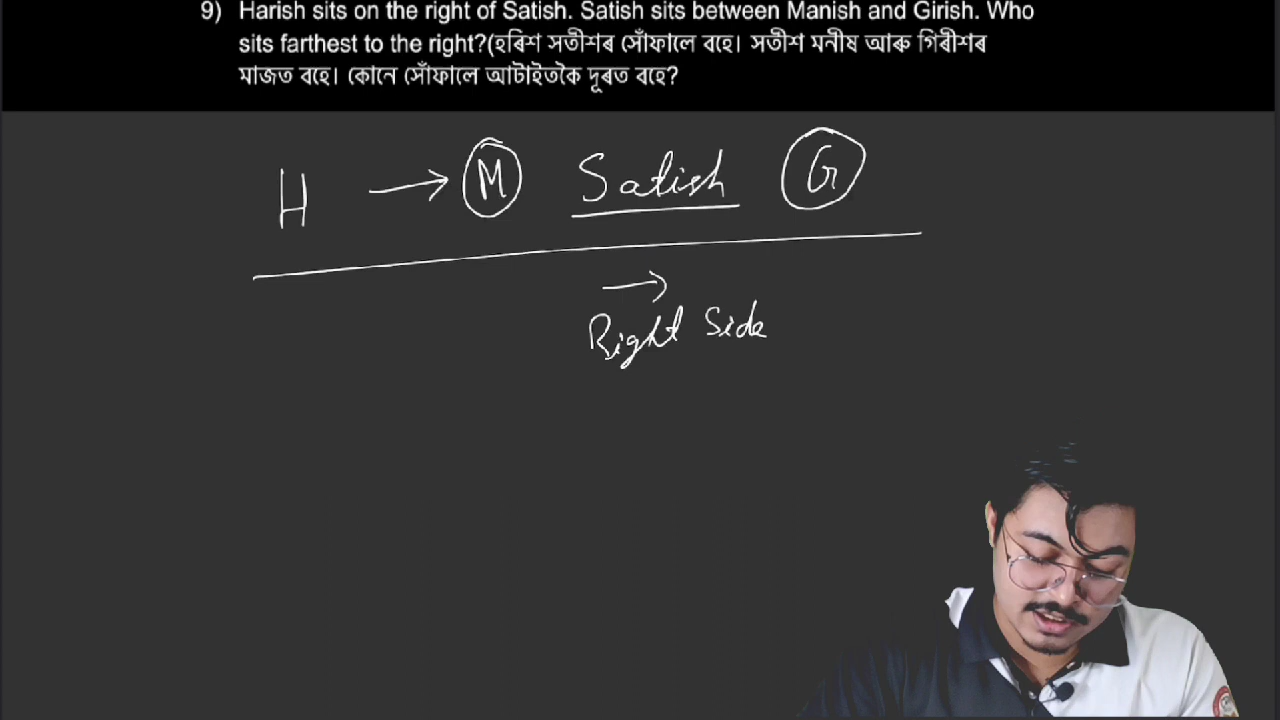 9) Harish sits on the right of Satish. Satish sits between Manish and Girish. Who
sits farthest to the right?(হৰিশ সতীশৰ সোঁফালে বহে। সতীশ মনীষ আৰু গিৰীশৰ
মাজত বহে। কোনে সোঁফালে আটাইতকৈ দূৰত বহে?
H → M Satish G
→
Right Side